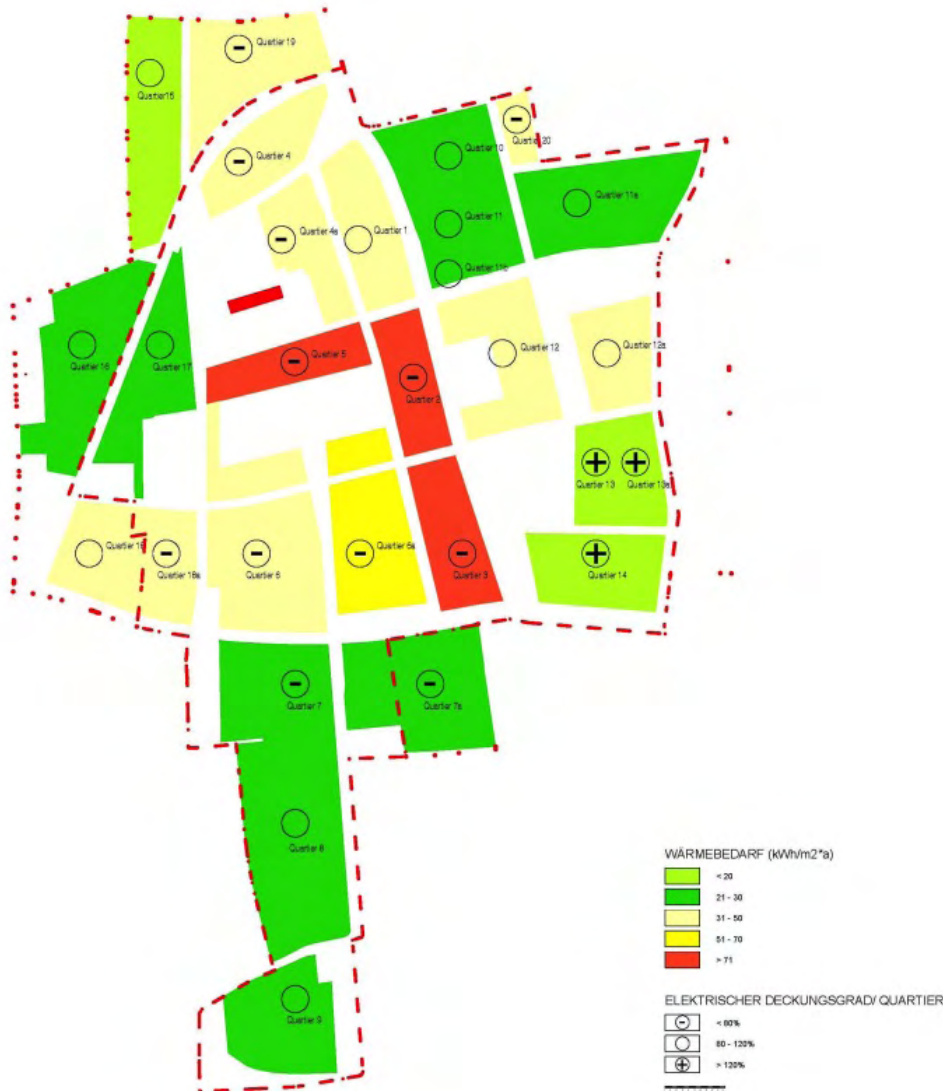 Quartier 19
Quartier15
Quartier 4
Quartier 10
Quartier 20
Quartier 11a
Quartier 4a
Quartier 1
Quartier 11
Quartier 11b
Quartier 16
Quartier 17
Quartier 5
Quartier 2
Quartier 12
Quartier 12a
Quartier 13
Quartier 13a
Quartier 18a
Quartier 6
Quartier 6a
Quartier 3
Quartier 14
Quartier 7
Quartier 7a
Quartier 8
Quartier 9
WÄRMEBEDARF (kWh/m2*a)
< 20
21 - 30
31 - 50
51 - 70
> 71
ELEKTRISCHER DECKUNGSGRAD/ QUARTIER
< 80%
80 - 120%
> 120%